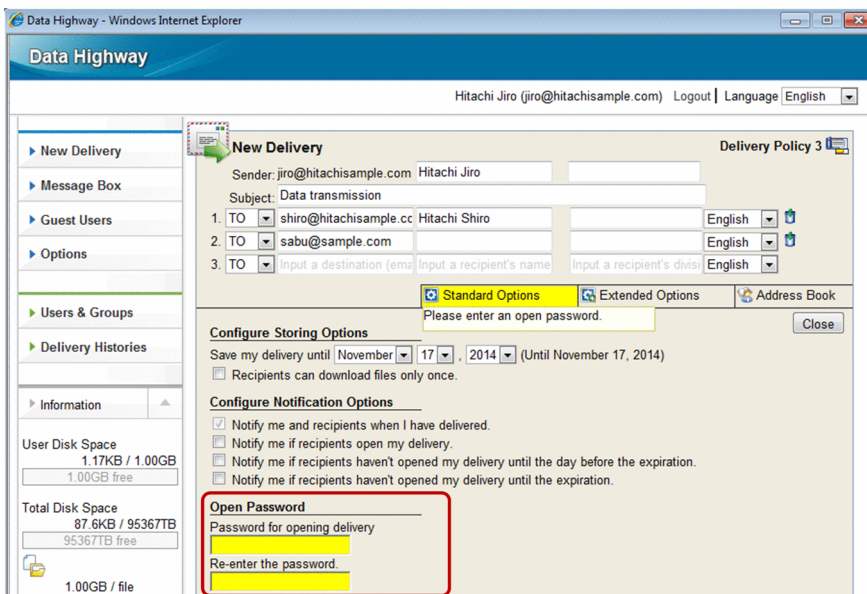 Data Highway - Windows Internet Explorer
Data Highway
Hitachi Jiro (jiro@hitachisample.com) Logout Language English
New Delivery
Message Box
Guest Users
Options
Users & Groups
Delivery Histories
Information
User Disk Space
1.17KB / 1.00GB
1.00GB free
Total Disk Space
87.6KB / 95367TB
95367TB free
1.00GB / file
New Delivery
Delivery Policy 3
Sender: jiro@hitachisample.com Hitachi Jiro
Subject: Data transmission
1. TO shiro@hitachisample.cc Hitachi Shiro English
2. TO sabu@sample.com English
3. TO Input a destination (ema Input a recipient's name Input a recipient's divisi English
Standard Options Extended Options Address Book
Please enter an open password.
Close
Configure Storing Options
Save my delivery until November 17 , 2014 (Until November 17, 2014)
Recipients can download files only once.
Configure Notification Options
Notify me and recipients when I have delivered.
Notify me if recipients open my delivery.
Notify me if recipients haven't opened my delivery until the day before the expiration.
Notify me if recipients haven't opened my delivery until the expiration.
Open Password
Password for opening delivery
Re-enter the password.